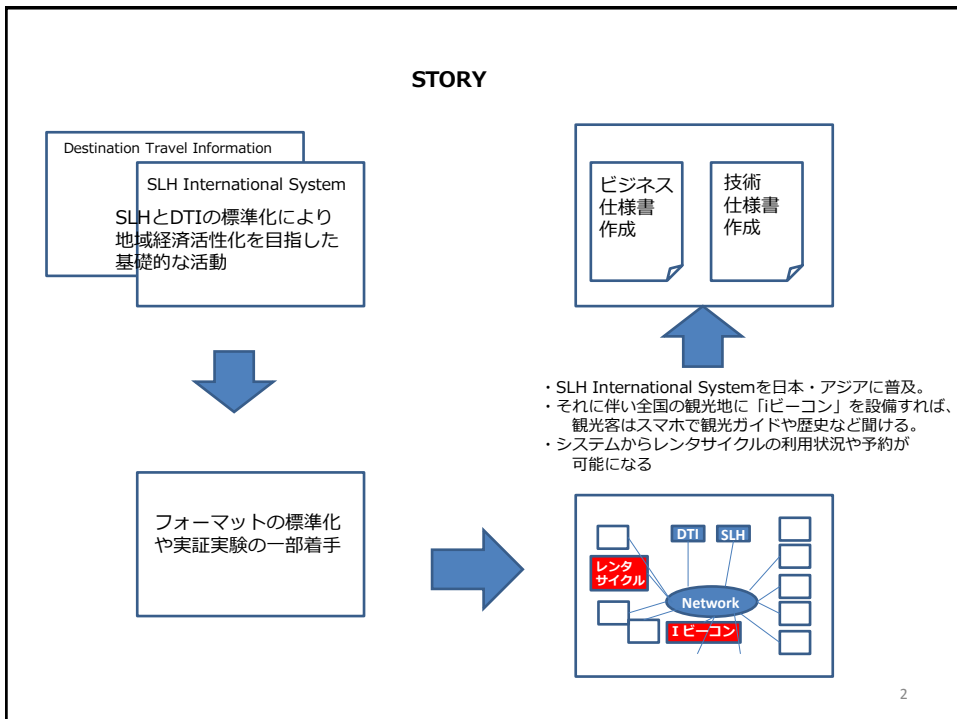 STORY
Destination Travel Information
SLH International System
SLHとDTIの標準化により
地域経済活性化を目指した
基礎的な活動
フォーマットの標準化
や実証実験の一部着手
ビジネス
仕様書
作成
技術
仕様書
作成
・SLH International Systemを日本・アジアに普及。
・それに伴い全国の観光地に「iビーコン」を設備すれば、
観光客はスマホで観光ガイドや歴史など聞ける。
・システムからレンタサイクルの利用状況や予約が
可能になる
DTI
SLH
レンタ
サイクル
Network
I ビーコン
2